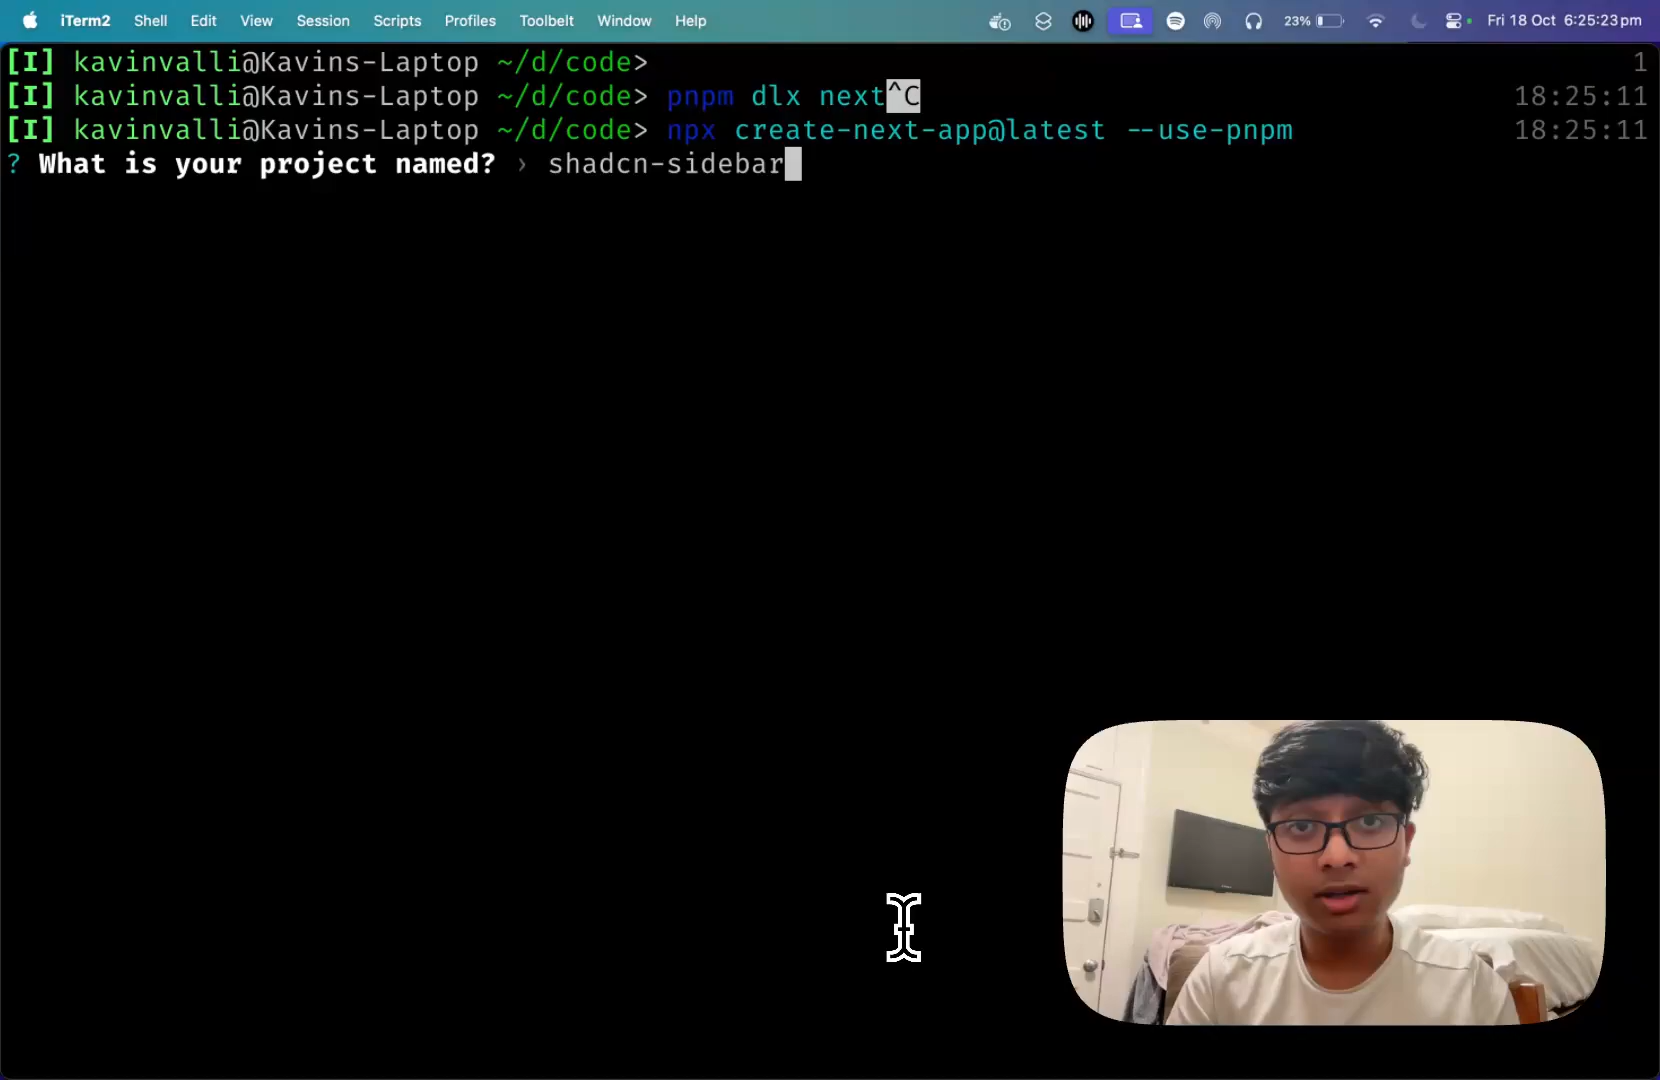 iTerm2 Shell Edit View Session Scripts Profiles Toolbelt Window Help 23% Fri 18 Oct 6:25:23 pm
[I] kavinvalli@Kavins-Laptop ~/d/code> 1
[I] kavinvalli@Kavins-Laptop ~/d/code> pnpm dlx next^C 18:25:11
[I] kavinvalli@Kavins-Laptop ~/d/code> npx create-next-app@latest --use-pnpm 18:25:11
? What is your project named? › shadcn-sidebar